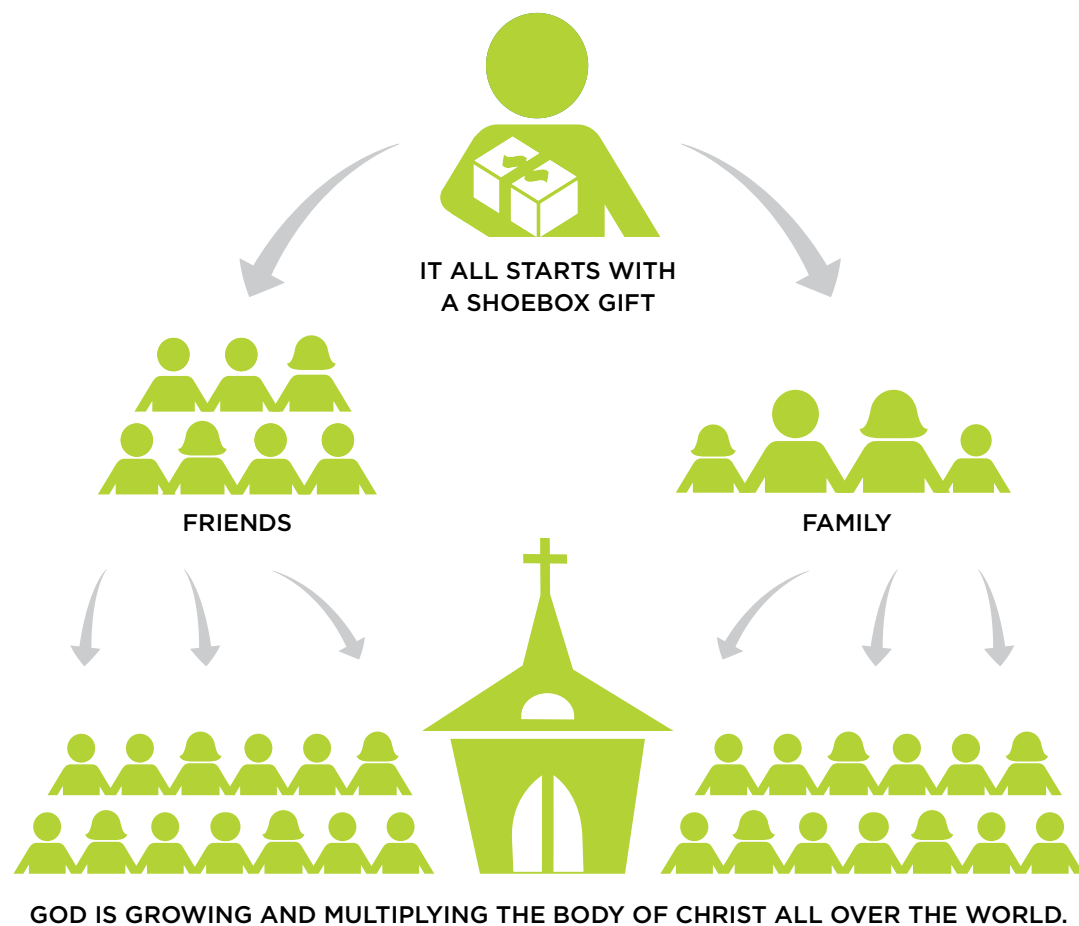 IT ALL STARTS WITH
A SHOEBOX GIFT
FRIENDS
FAMILY
GOD IS GROWING AND MULTIPLYING THE BODY OF CHRIST ALL OVER THE WORLD.